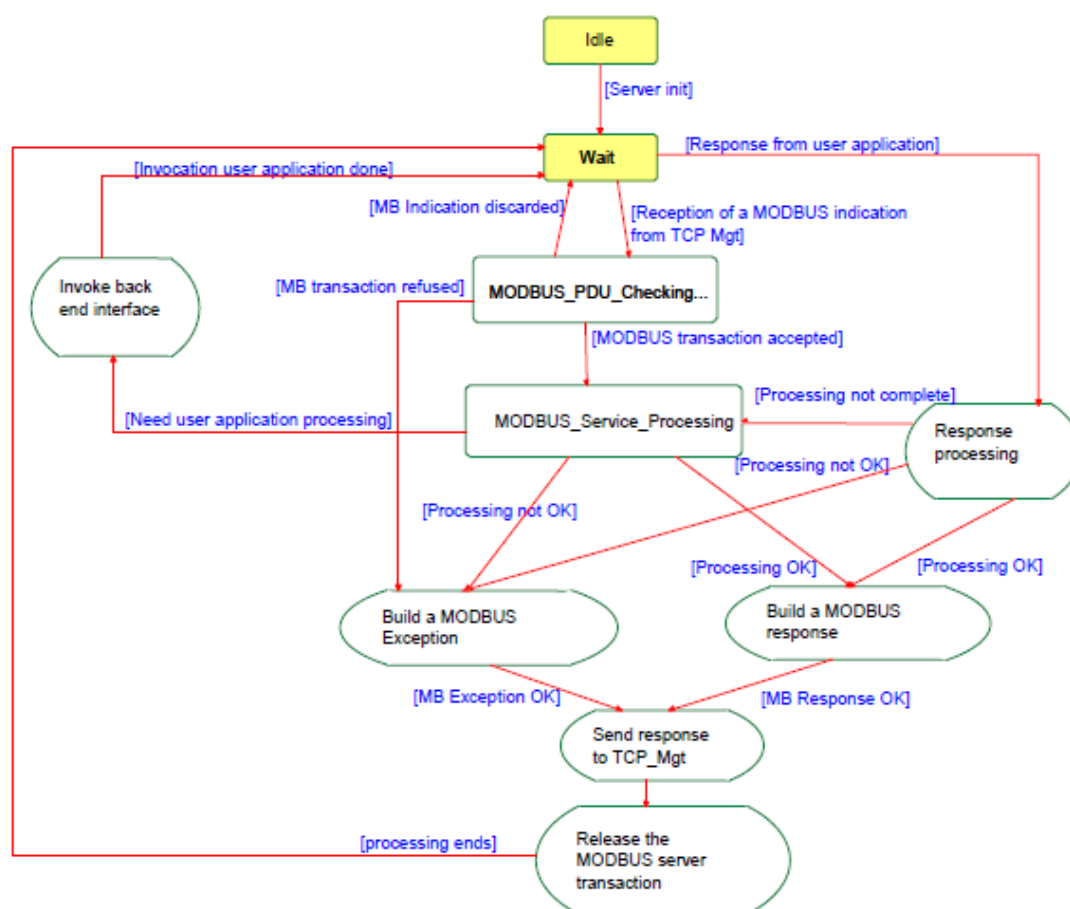 Idle
[Server init]
Wait
[Response from user application]
[Invocation user application done]
[MB Indication discarded]
[Reception of a MODBUS indication
from TCP Mgt]
Invoke back
end interface
[MB transaction refused]
MODBUS_PDU_Checking...
[MODBUS transaction accepted]
[Processing not complete]
[Need user application processing]
MODBUS_Service_Processing
Response
processing
[Processing not OK]
[Processing not OK]
[Processing OK]
[Processing OK]
Build a MODBUS
Exception
Build a MODBUS
response
[MB Exception OK]
[MB Response OK]
Send response
to TCP_Mgt
[processing ends]
Release the
MODBUS server
transaction